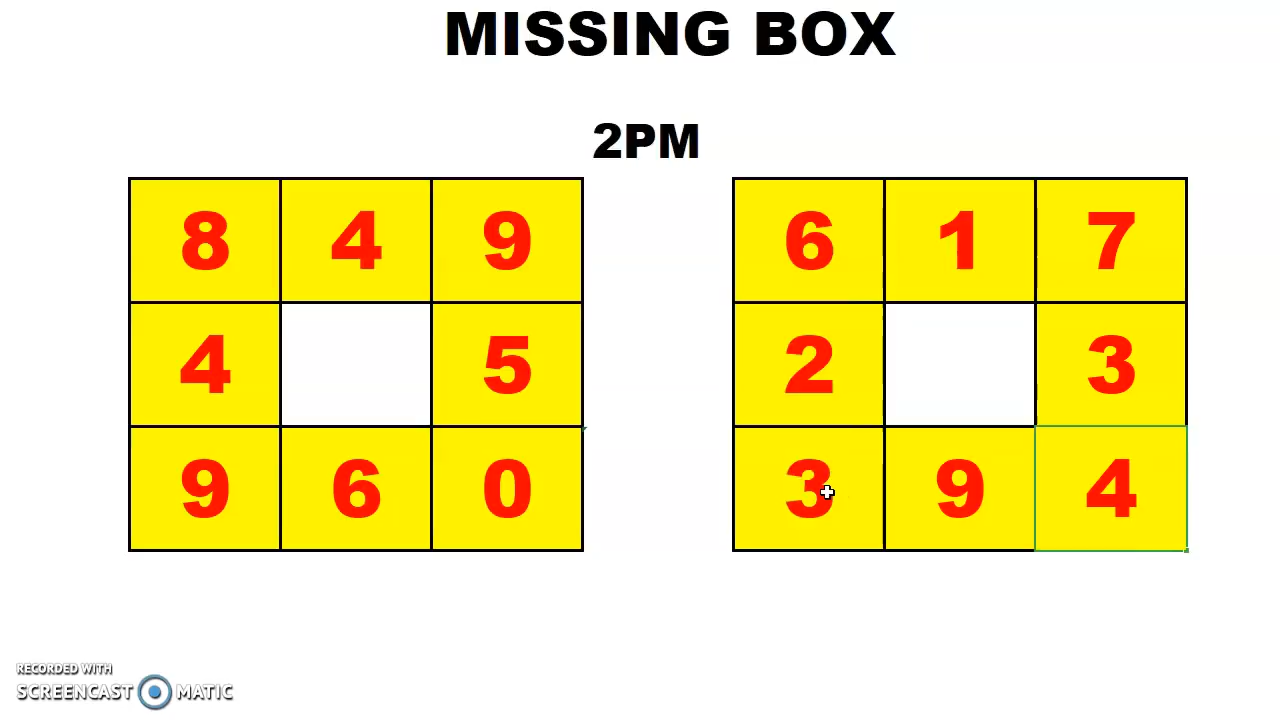 MISSING BOX
2PM
8 4 9 6 1 7
4 5 2 3
9 6 0 3 9 4
RECORDED WITH
SCREENCAST MATIC